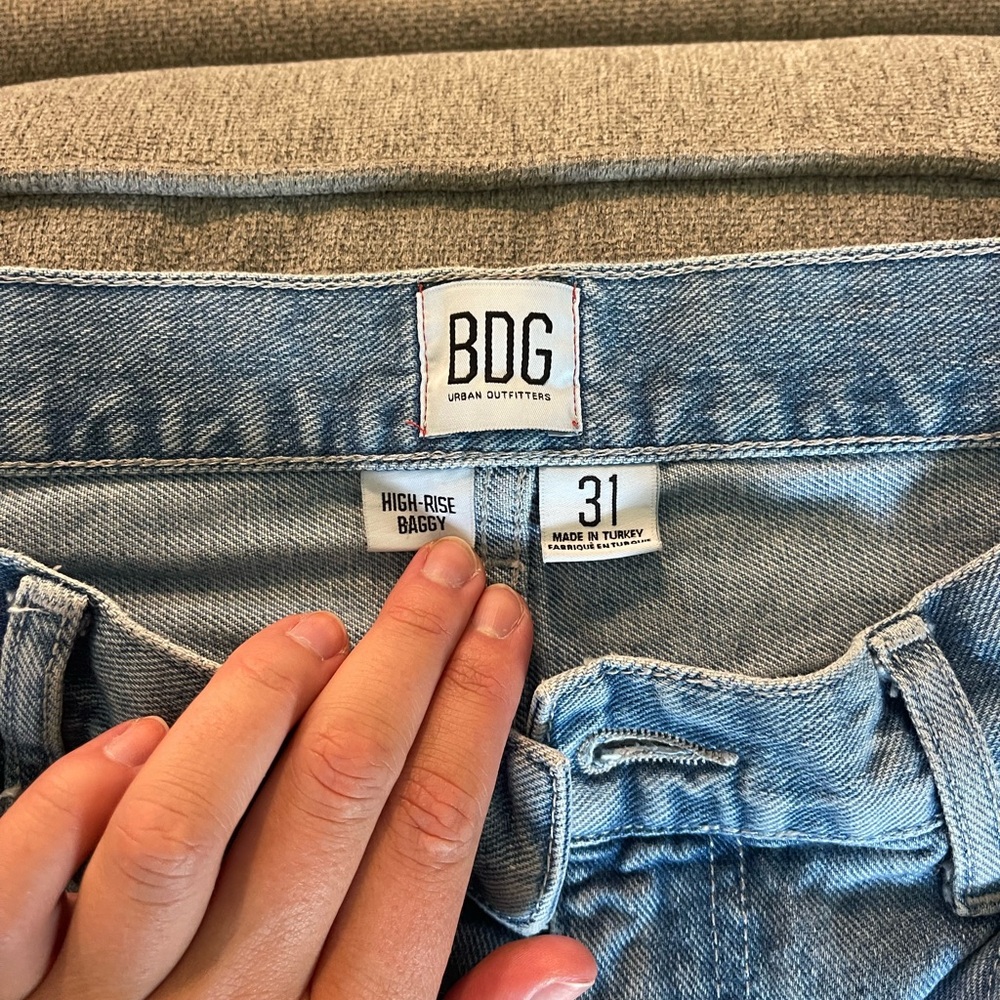 BDG
URBAN OUTFITTERS
HIGH-RISE
BAGGY
31
MADE IN TURKEY
FABRIQUÉ EN TURQUIE